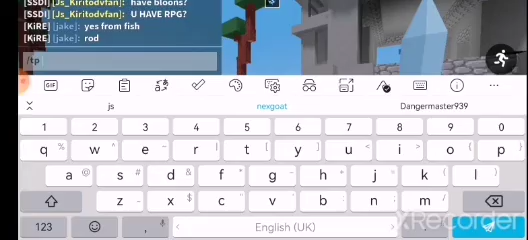 [SSDI] [Js_Kiritodvfan]: have bloons?
[SSDI] [Js_Kiritodvfan]: U HAVE RPG?
[KiRE] [jake]: yes from fish
[KiRE] [jake]: rod
/tp
GIF
js nexgoat Dangermaster939
1 2 3 4 5 6 7 8 9 0
q % w ^ e ~ r | t [ y ] u < i > o { p }
a @ s # d & f * g - h + j = k ( l )
z - x $ c " v ' b : n ; m /
123 , < English (UK) >
XRecorder